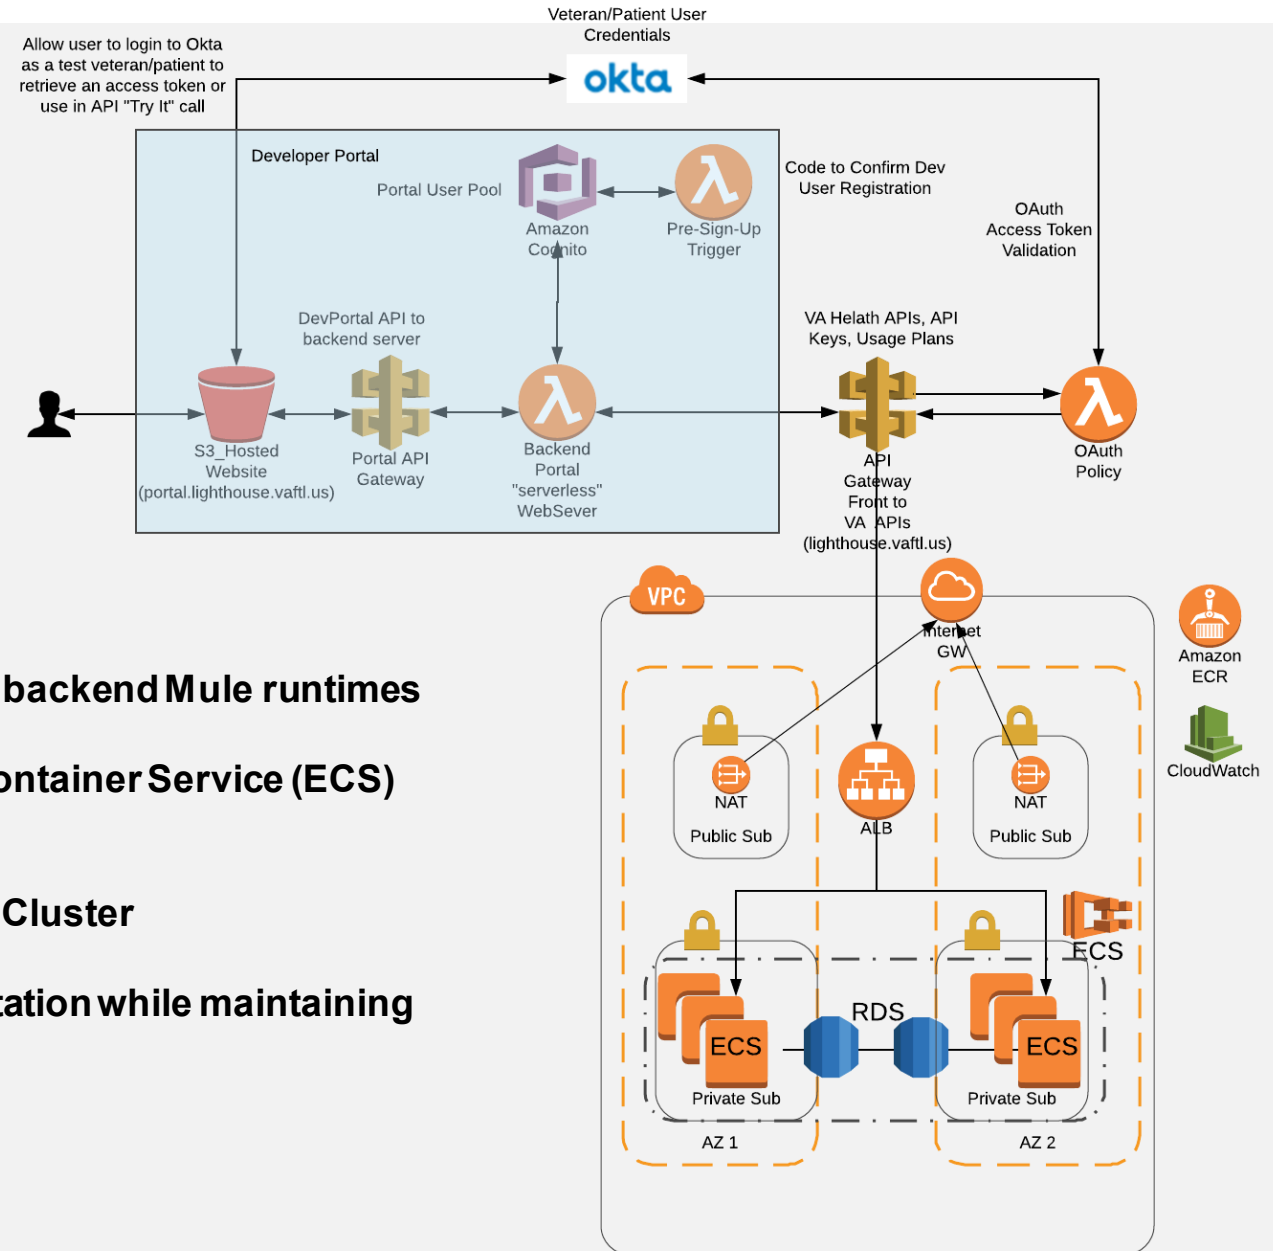 Veteran/Patient User
Credentials
okta
Allow user to login to Okta
as a test veteran/patient to
retrieve an access token or
use in API "Try It" call
Developer Portal
Portal User Pool
Amazon
Cognito
Pre-Sign-Up
Trigger
Code to Confirm Dev
User Registration
OAuth
Access Token
Validation
DevPortal API to
backend server
VA Helath APIs, API
Keys, Usage Plans
S3_Hosted
Website
(portal.lighthouse.vaftl.us)
Portal API
Gateway
Backend
Portal
"serverless"
WebSever
API
Gateway
Front to
VA APIs
(lighthouse.vaftl.us)
OAuth
Policy
VPC
Internet
GW
Amazon
ECR
CloudWatch
backend Mule runtimes
ontainer Service (ECS)
Cluster
tation while maintaining
NAT
Public Sub
ALB
NAT
Public Sub
ECS
RDS
ECS
Private Sub
ECS
Private Sub
AZ 1
AZ 2